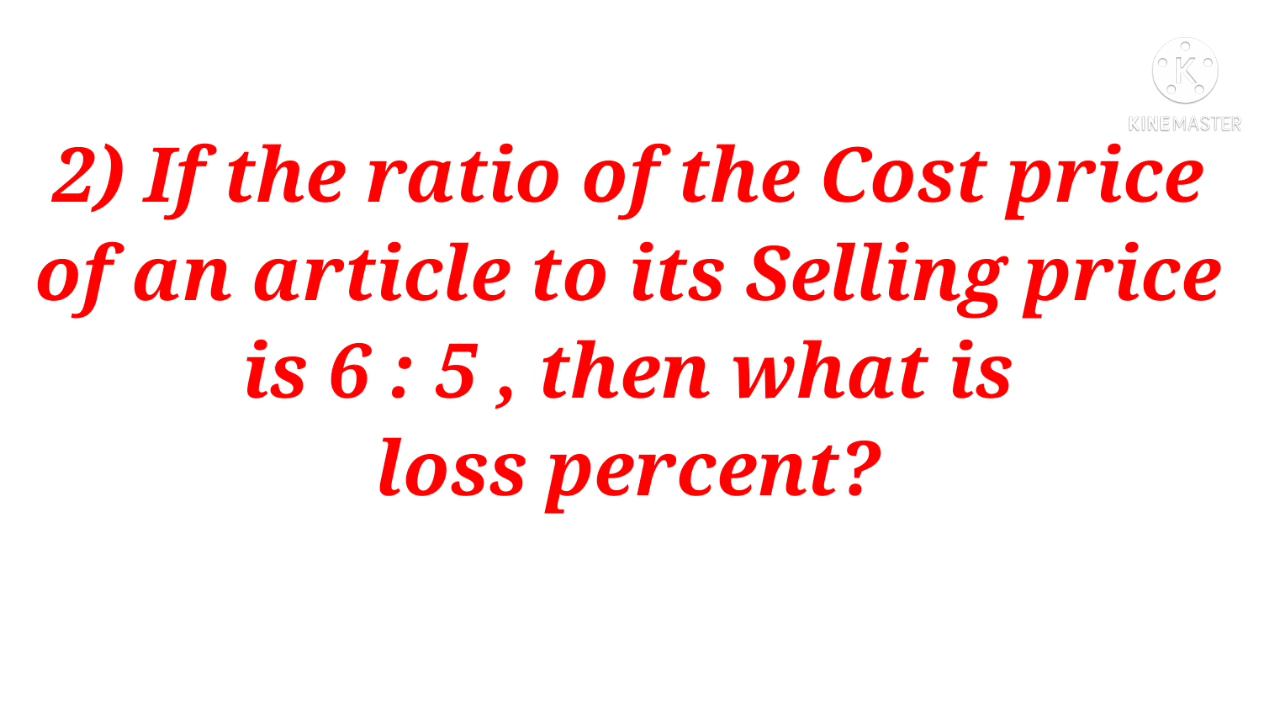 KINEMASTER
2) If the ratio of the Cost price
of an article to its Selling price
is 6 : 5 , then what is
loss percent?